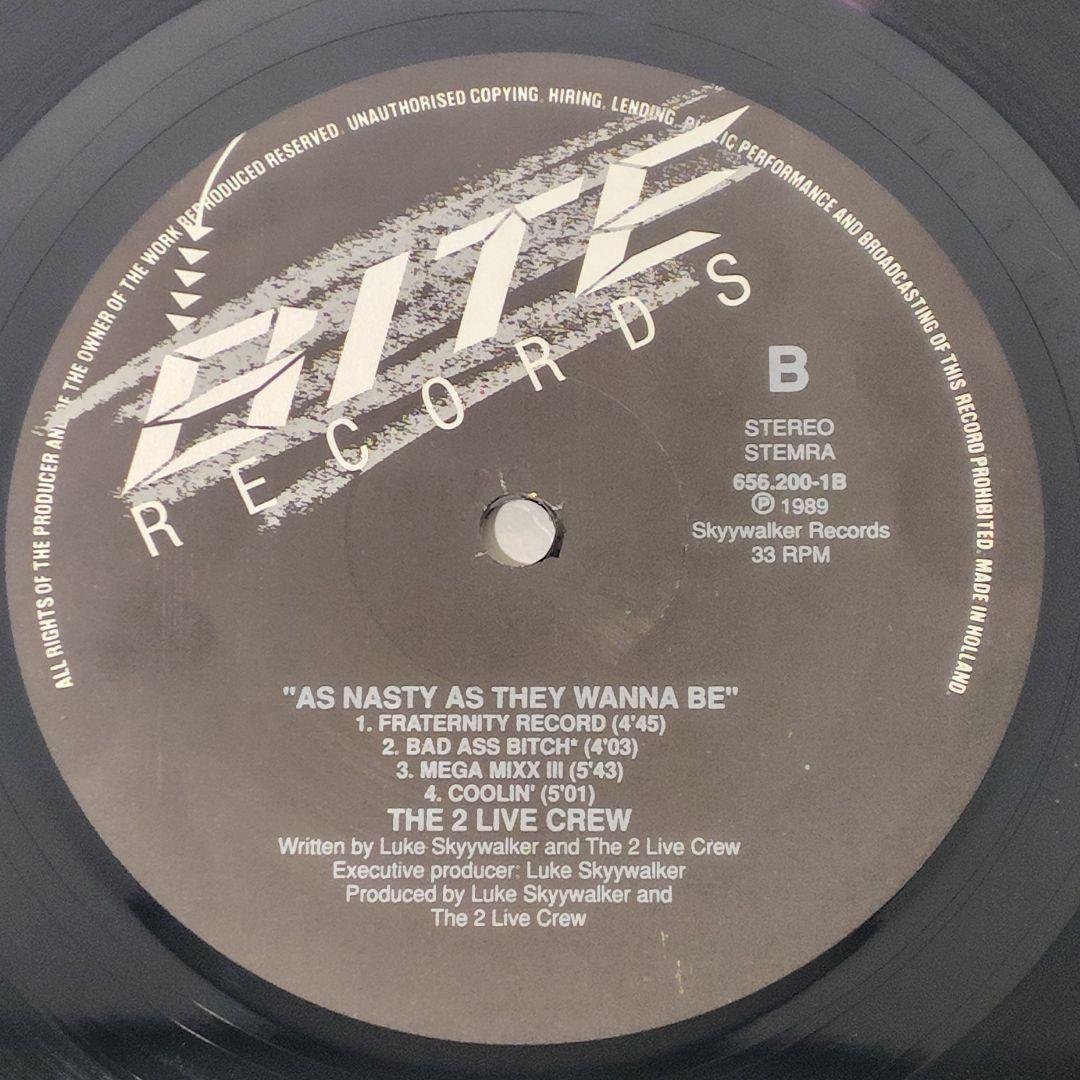 ALL RIGHTS OF THE PRODUCER AND OF THE OWNER OF THE WORK REPRODUCED RESERVED. UNAUTHORISED COPYING, HIRING, LENDING, PUBLIC PERFORMANCE AND BROADCASTING OF THIS RECORD PROHIBITED. MADE IN HOLLAND.
BITE
RECORDS
B
STEREO
STEMRA
656.200-1B
℗ 1989
Skyywalker Records
33 RPM
"AS NASTY AS THEY WANNA BE"
1. FRATERNITY RECORD (4'45)
2. BAD ASS BITCH* (4'03)
3. MEGA MIXX III (5'43)
4. COOLIN' (5'01)
THE 2 LIVE CREW
Written by Luke Skyywalker and The 2 Live Crew
Executive producer: Luke Skyywalker
Produced by Luke Skyywalker and
The 2 Live Crew